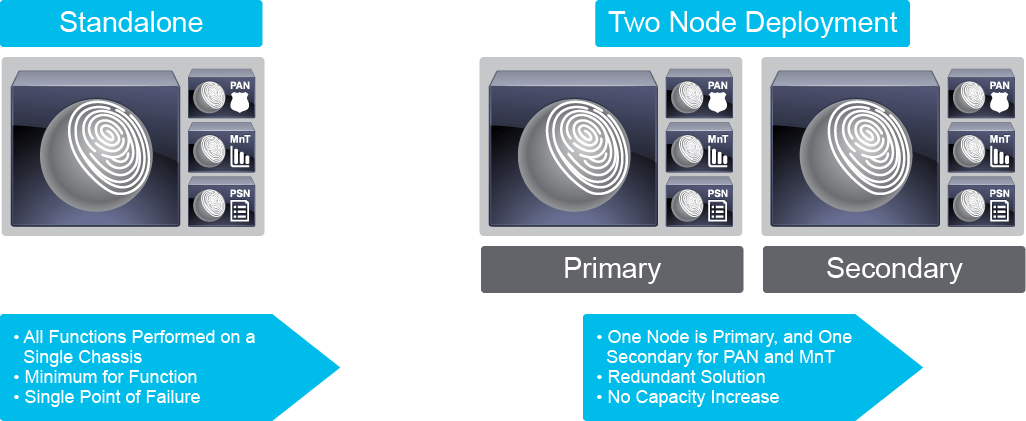 Standalone
Two Node Deployment
PAN
MnT
PSN
PAN
MnT
PSN
PAN
MnT
PSN
Primary
Secondary
• All Functions Performed on a
Single Chassis
• Minimum for Function
• Single Point of Failure
• One Node is Primary, and One
Secondary for PAN and MnT
• Redundant Solution
• No Capacity Increase